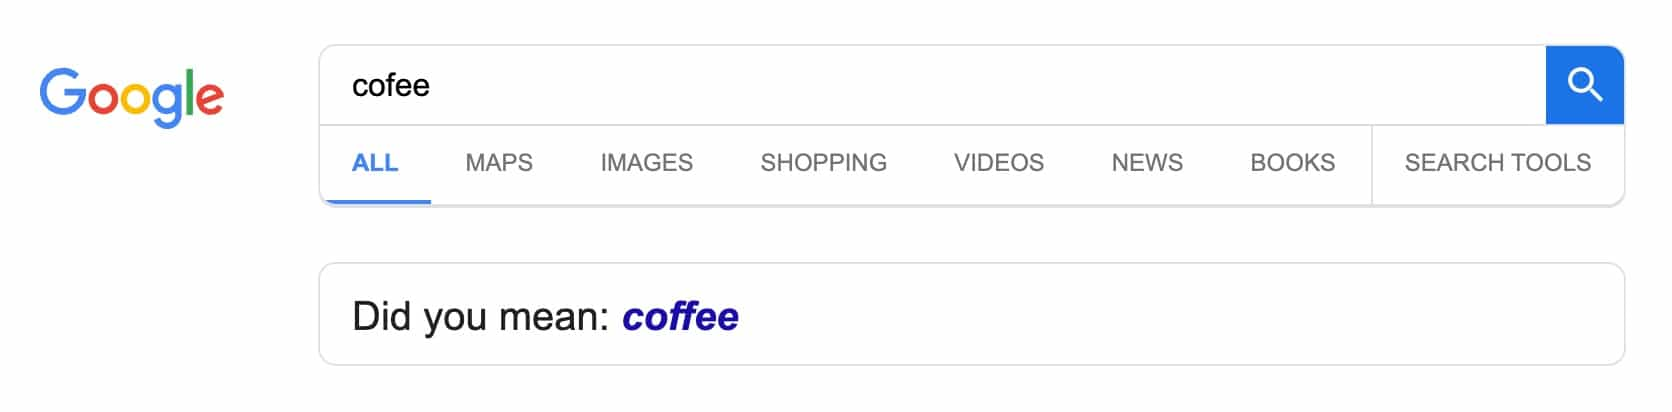 Google
cofee
ALL MAPS IMAGES SHOPPING VIDEOS NEWS BOOKS SEARCH TOOLS
Did you mean: coffee